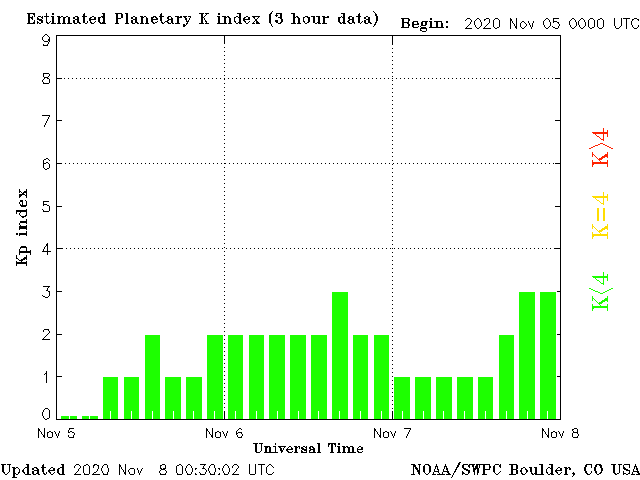 Estimated Planetary K index (3 hour data) Begin: 2020 Nov 05 0000 UTC
9
8
7
6
5
4
3
2
1
0
Kp index
K>4
K=4
K<4
Nov 5 Nov 6 Nov 7 Nov 8
Universal Time
Updated 2020 Nov 8 00:30:02 UTC NOAA/SWPC Boulder, CO USA